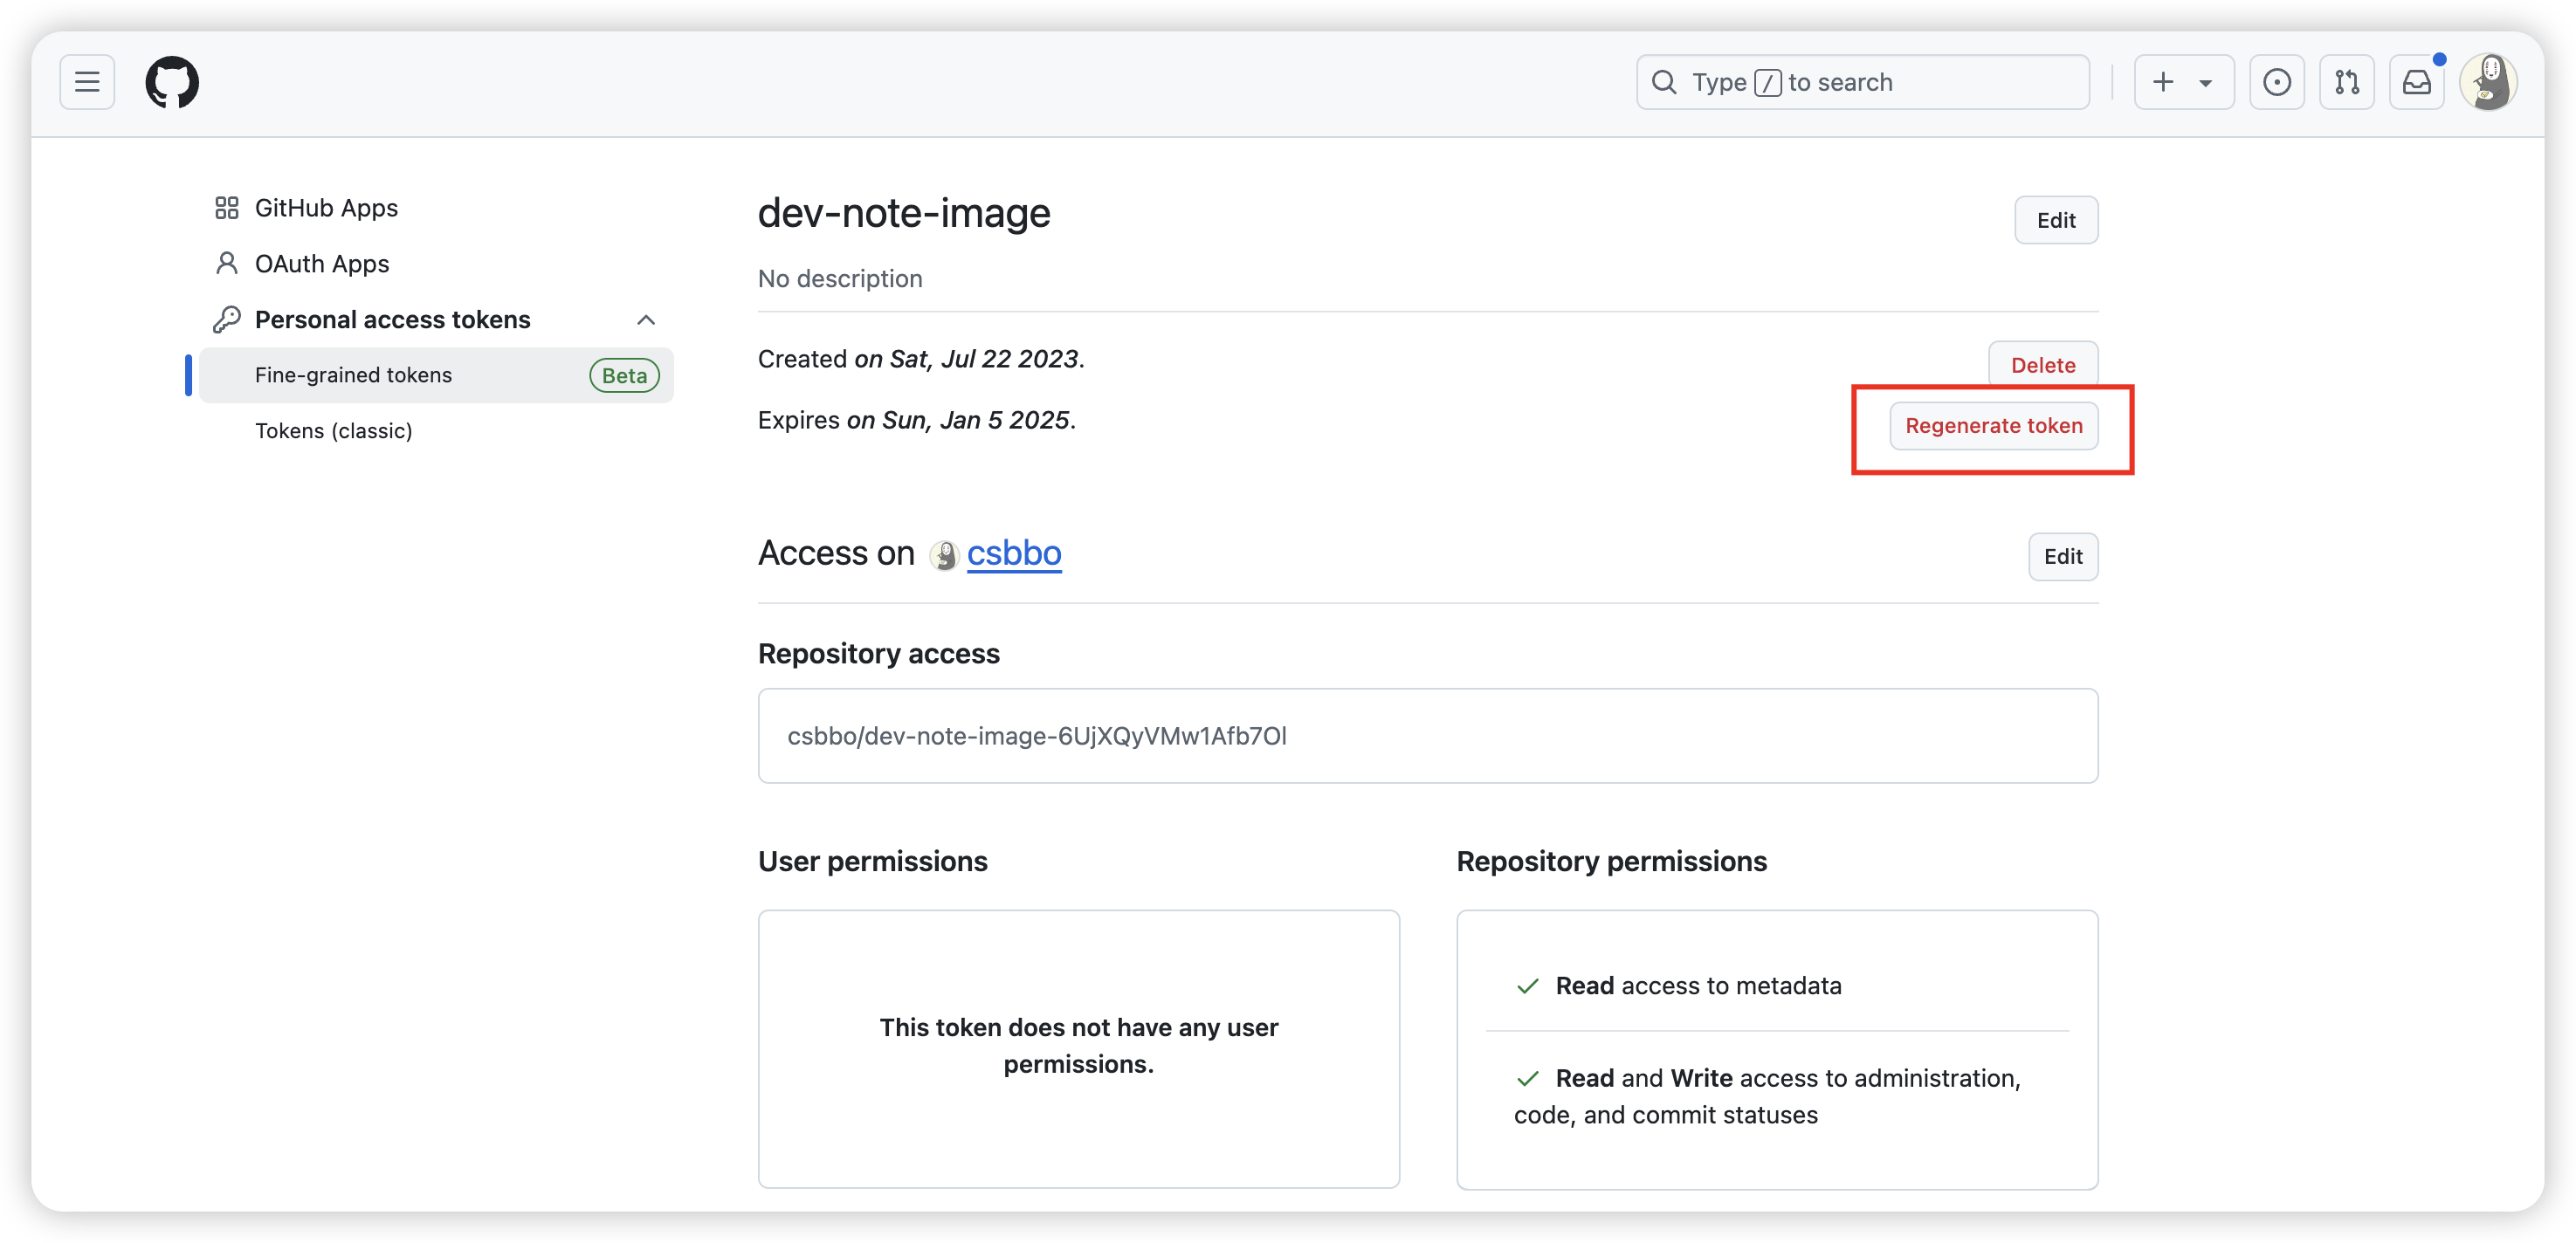 Type / to search
GitHub Apps
OAuth Apps
Personal access tokens
Fine-grained tokens Beta
Tokens (classic)
dev-note-image
Edit
No description
Created on Sat, Jul 22 2023.
Delete
Expires on Sun, Jan 5 2025.
Regenerate token
Access on csbbo
Edit
Repository access
csbbo/dev-note-image-6UjXQyVMw1Afb7Ol
User permissions
This token does not have any user
permissions.
Repository permissions
Read access to metadata
Read and Write access to administration,
code, and commit statuses